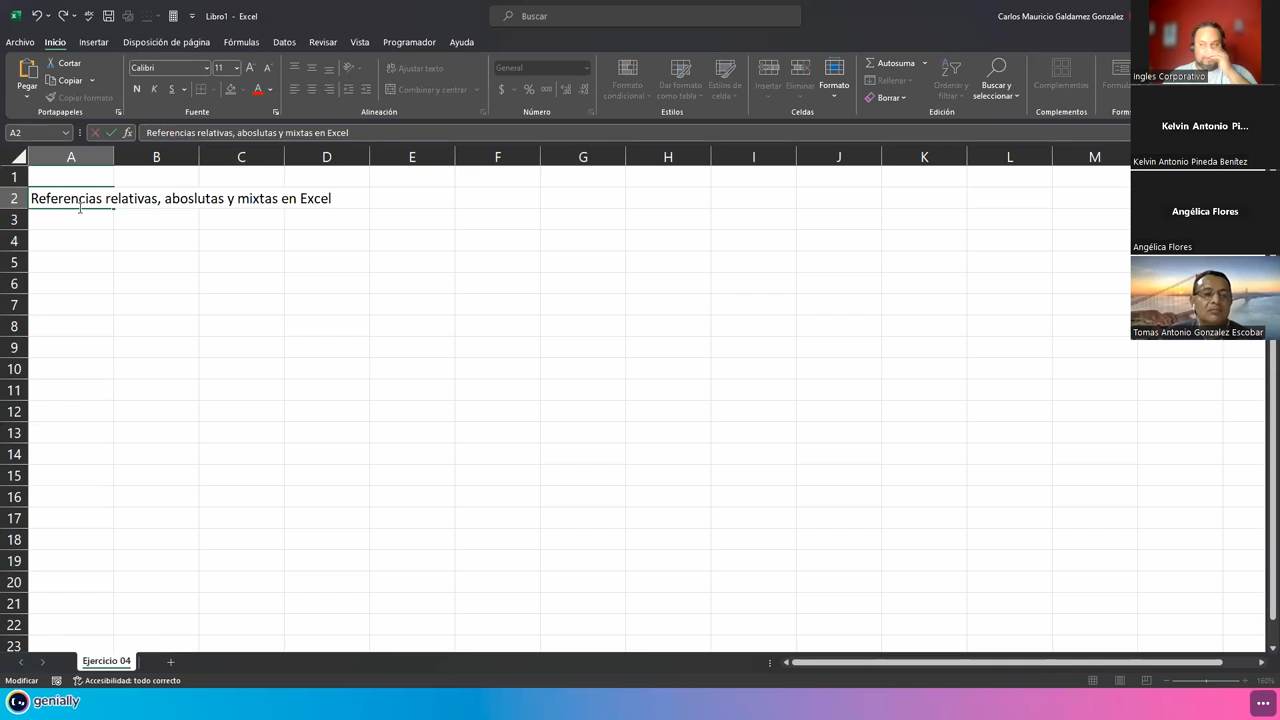 Libro1 - Excel
Buscar
Carlos Mauricio Galdamez Gonzalez
Archivo Inicio Insertar Disposición de página Fórmulas Datos Revisar Vista Programador Ayuda
Pegar
Cortar
Copiar
Copiar formato
Portapapeles
Calibri 11
N K S
Fuente
Ajustar texto
Combinar y centrar
Alineación
General
Número
Formato condicional
Dar formato como tabla
Estilos de celda
Estilos
Insertar
Eliminar
Formato
Celdas
Autosuma
Rellenar
Borrar
Ordenar y filtrar
Buscar y seleccionar
Edición
Complementos
Complementos
A2
fx
Referencias relativas, aboslutas y mixtas en Excel
A B C D E F G H I J K L M
1
2 Referencias relativas, aboslutas y mixtas en Excel
3
4
5
6
7
8
9
10
11
12
13
14
15
16
17
18
19
20
21
22
23
Ejercicio 04
Modificar
Accesibilidad: todo correcto
160%
genially
Ingles Corporativo
Kelvin Antonio Pi...
Kelvin Antonio Pineda Benítez
Angélica Flores
Angélica Flores
Tomas Antonio Gonzalez Escobar